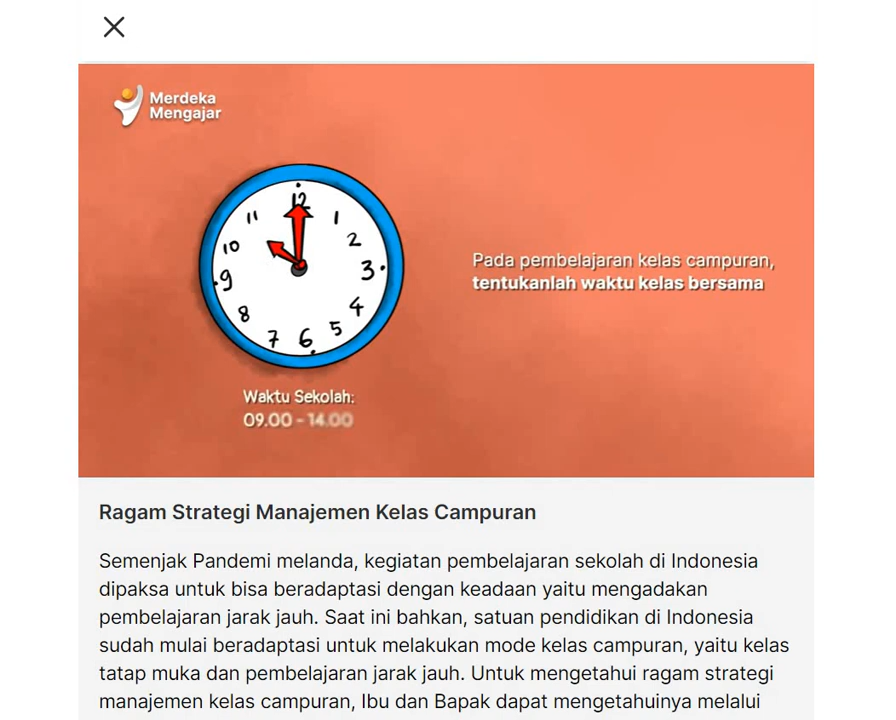 Merdeka
Mengajar
12
11
1
10
2
9
3
8
4
7
5
6
Pada pembelajaran kelas campuran,
tentukanlah waktu kelas bersama
Waktu Sekolah:
09.00 - 14.00
Ragam Strategi Manajemen Kelas Campuran
Semenjak Pandemi melanda, kegiatan pembelajaran sekolah di Indonesia
dipaksa untuk bisa beradaptasi dengan keadaan yaitu mengadakan
pembelajaran jarak jauh. Saat ini bahkan, satuan pendidikan di Indonesia
sudah mulai beradaptasi untuk melakukan mode kelas campuran, yaitu kelas
tatap muka dan pembelajaran jarak jauh. Untuk mengetahui ragam strategi
manajemen kelas campuran, Ibu dan Bapak dapat mengetahuinya melalui